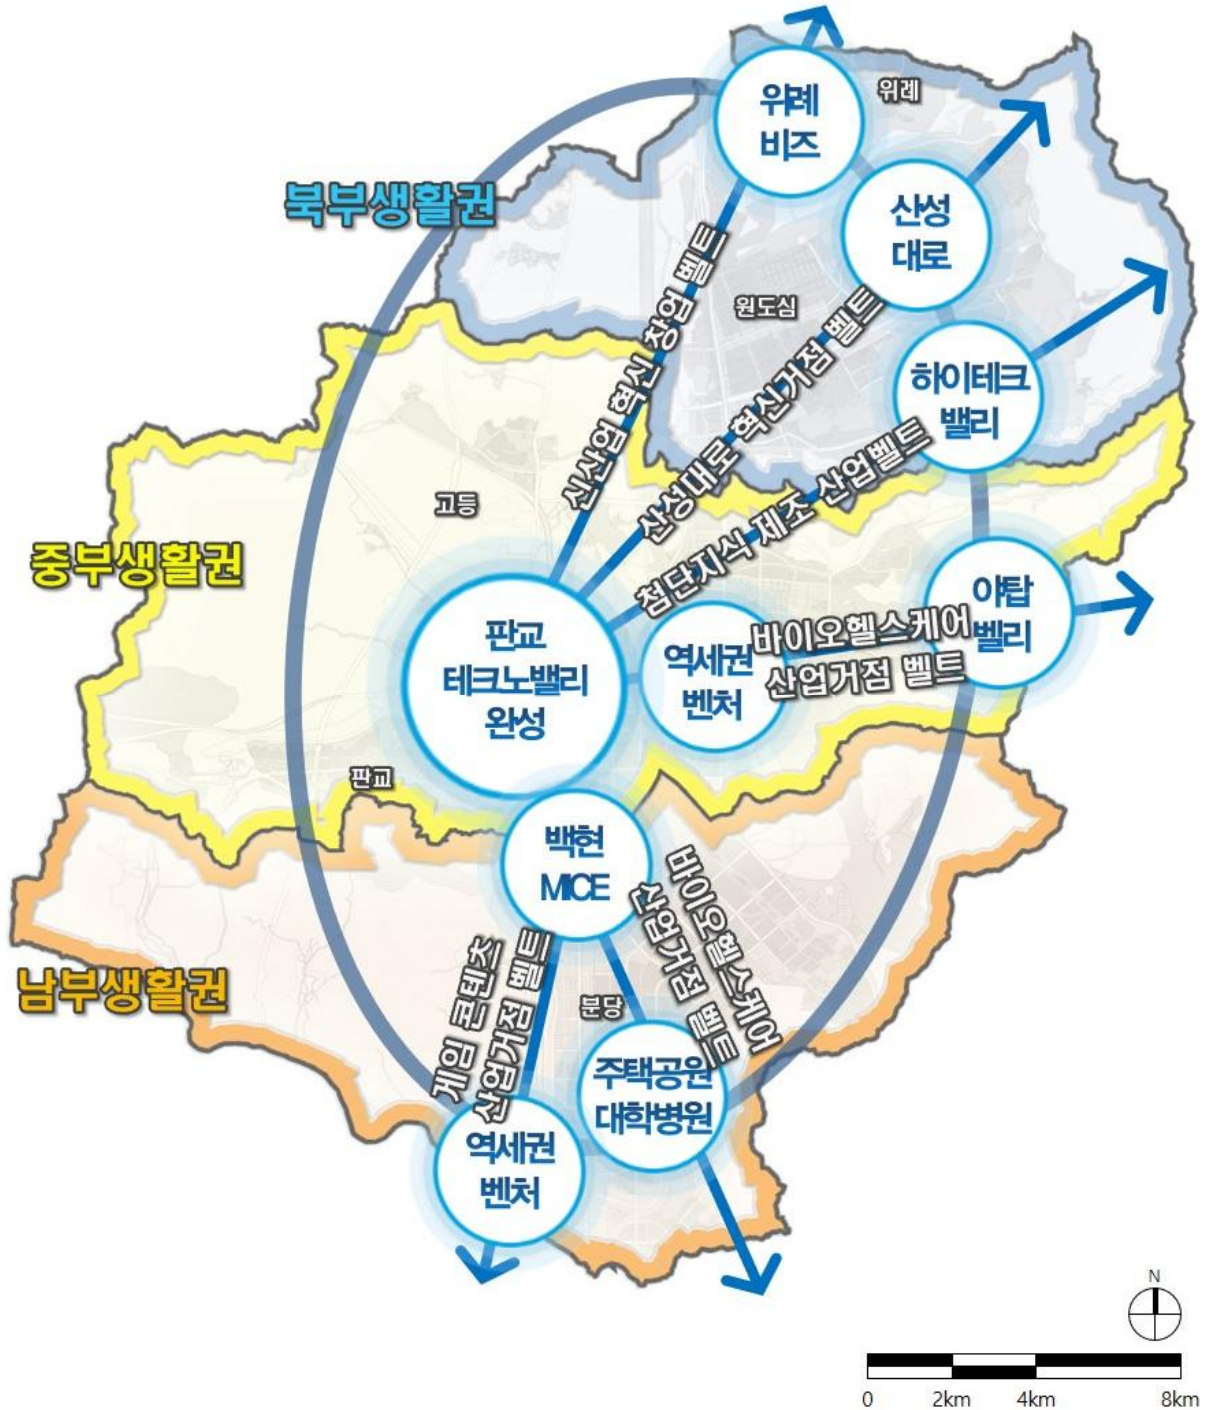 위례
비즈
위례
산성
대로
북부생활권
원도심
하이테크
밸리
신산업 혁신 창업 벨트
산성대로 혁신거점 벨트
첨단지식 제조 산업벨트
고등
중부생활권
야탑
벨리
바이오헬스케어
산업거점 벨트
판교
테크노밸리
완성
역세권
벤처
판교
백현
MICE
바이오헬스케어
산업거점 벨트
게임 콘텐츠
산업거점 벨트
남부생활권
분당
주택공원
대학병원
역세권
벤처
N
0 2km 4km 8km